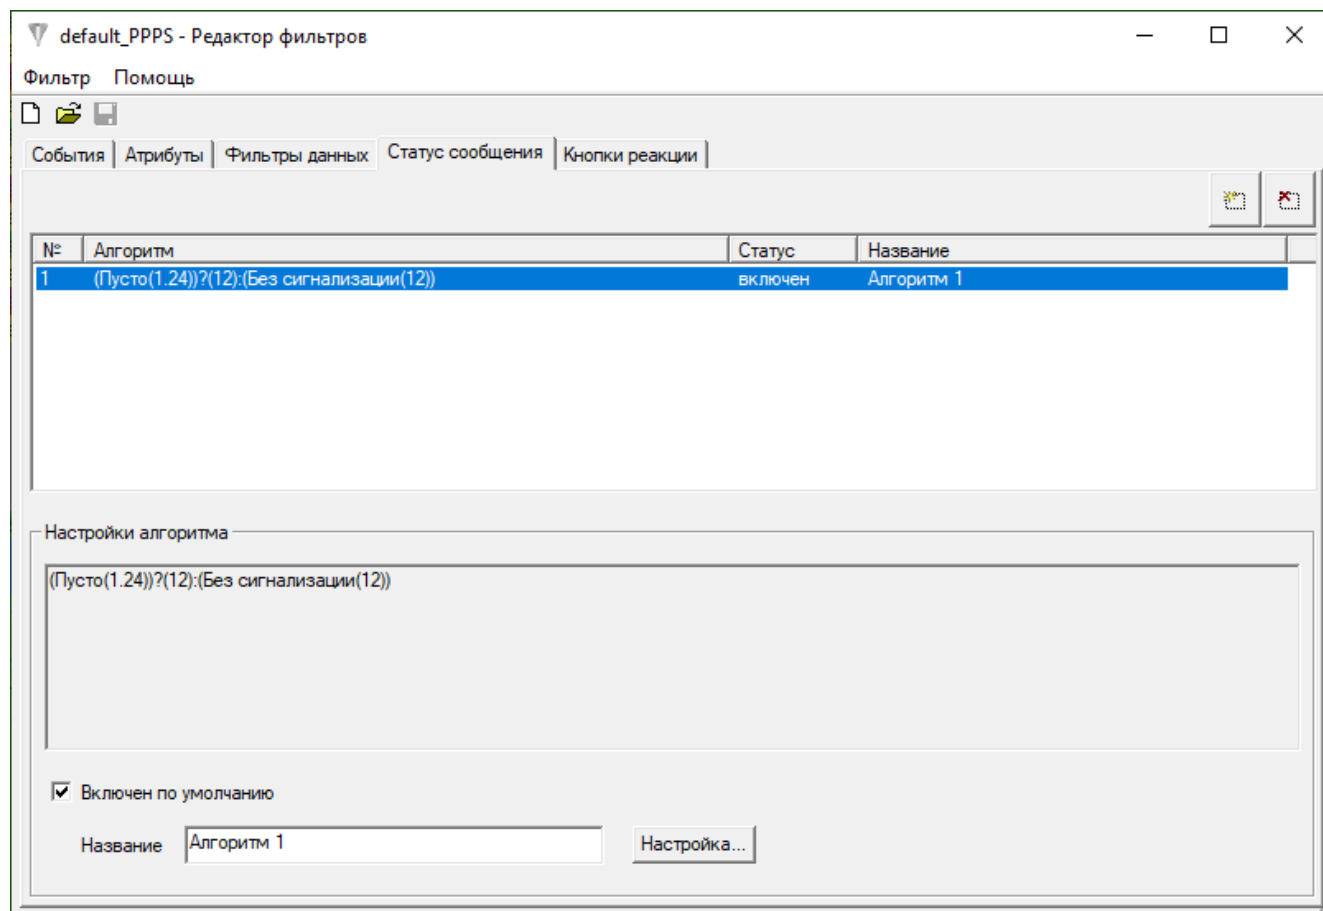 default_PPPS - Редактор фильтров
Фильтр Помощь
События Атрибуты Фильтры данных Статус сообщения Кнопки реакции
№ Алгоритм Статус Название
1 (Пусто(1.24))?(12):(Без сигнализации(12)) включен Алгоритм 1
Настройки алгоритма
(Пусто(1.24))?(12):(Без сигнализации(12))
Включен по умолчанию
Название Алгоритм 1 Настройка...